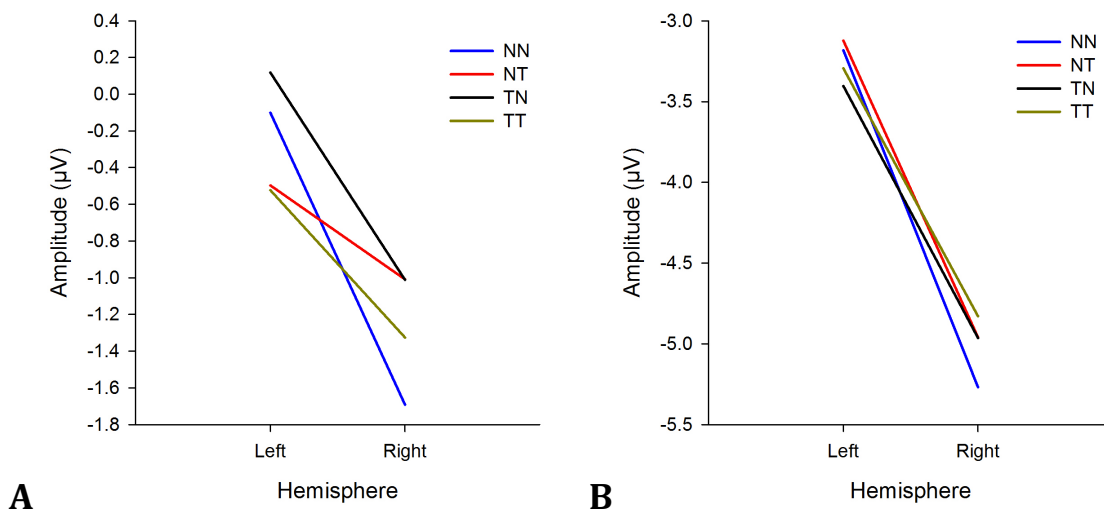 0.4
0.2
0.0
-0.2
-0.4
-0.6
-0.8
-1.0
-1.2
-1.4
-1.6
-1.8
Amplitude (µV)
NN
NT
TN
TT
Left Right
Hemisphere
A
-3.0
-3.5
-4.0
-4.5
-5.0
-5.5
Amplitude (µV)
NN
NT
TN
TT
Left Right
Hemisphere
B